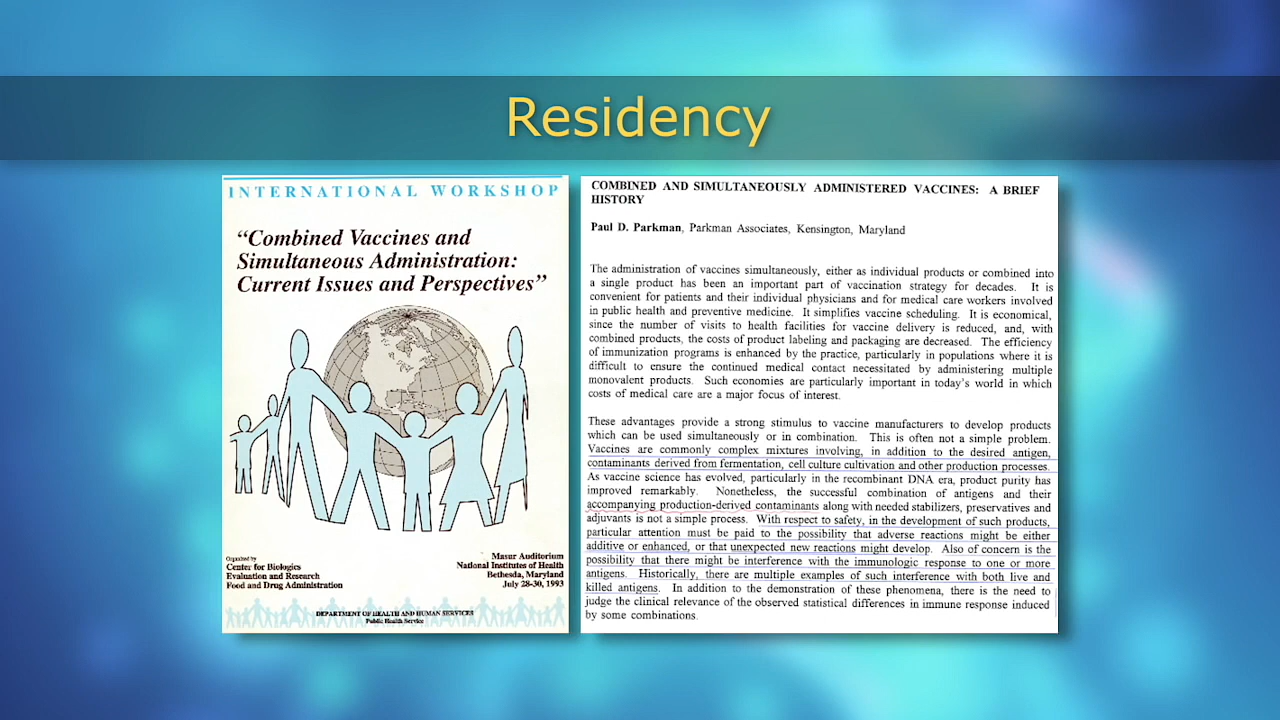 Residency
INTERNATIONAL WORKSHOP
“Combined Vaccines and
Simultaneous Administration:
Current Issues and Perspectives”
Organized by
Center for Biologics
Evaluation and Research
Food and Drug Administration
Masur Auditorium
National Institutes of Health
Bethesda, Maryland
July 28-30, 1993
DEPARTMENT OF HEALTH AND HUMAN SERVICES
Public Health Service
COMBINED AND SIMULTANEOUSLY ADMINISTERED VACCINES: A BRIEF
HISTORY
Paul D. Parkman, Parkman Associates, Kensington, Maryland
The administration of vaccines simultaneously, either as individual products or combined into
a single product has been an important part of vaccination strategy for decades. It is
convenient for patients and their individual physicians and for medical care workers involved
in public health and preventive medicine. It simplifies vaccine scheduling. It is economical,
since the number of visits to health facilities for vaccine delivery is reduced, and, with
combined products, the costs of product labeling and packaging are decreased. The efficiency
of immunization programs is enhanced by the practice, particularly in populations where it is
difficult to ensure the continued medical contact necessitated by administering multiple
monovalent products. Such economies are particularly important in today's world in which
costs of medical care are a major focus of interest.
These advantages provide a strong stimulus to vaccine manufacturers to develop products
which can be used simultaneously or in combination. This is often not a simple problem.
Vaccines are commonly complex mixtures involving, in addition to the desired antigen,
contaminants derived from fermentation, cell culture cultivation and other production processes.
As vaccine science has evolved, particularly in the recombinant DNA era, product purity has
improved remarkably. Nonetheless, the successful combination of antigens and their
accompanying production-derived contaminants along with needed stabilizers, preservatives and
adjuvants is not a simple process. With respect to safety, in the development of such products,
particular attention must be paid to the possibility that adverse reactions might be either
additive or enhanced, or that unexpected new reactions might develop. Also of concern is the
possibility that there might be interference with the immunologic response to one or more
antigens. Historically, there are multiple examples of such interference with both live and
killed antigens. In addition to the demonstration of these phenomena, there is the need to
judge the clinical relevance of the observed statistical differences in immune response induced
by some combinations.